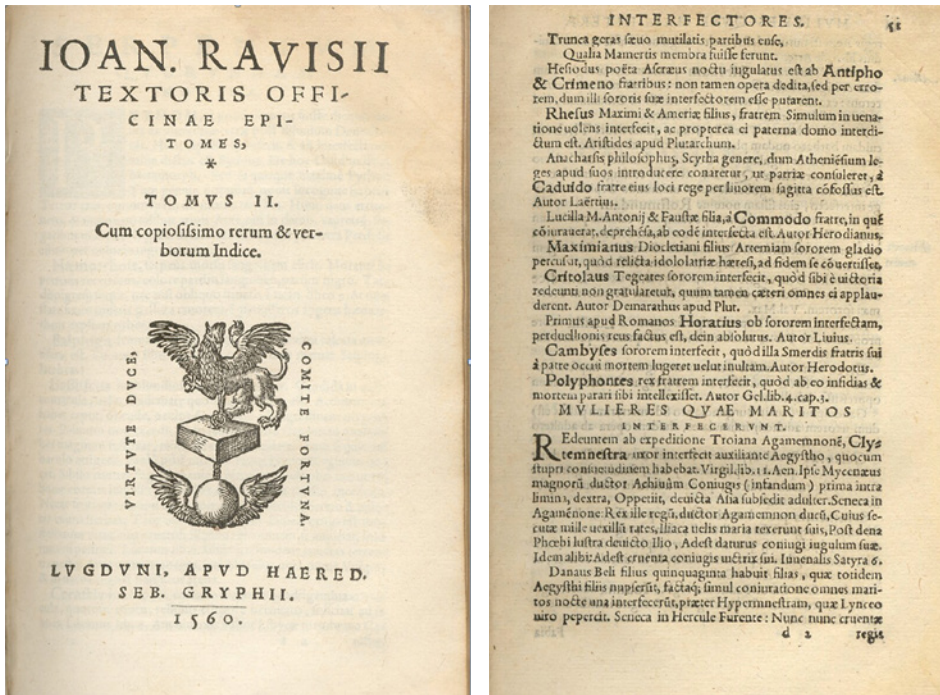 IOAN. RAVISII
TEXTORIS OFFI-
CINAE EPI-
TOMES,
*
TOMVS II.
Cum copiosissimo rerum & ver-
borum Indice.
VIRTVTE DVCE,
COMITE FORTVNA.
LVGDVNI, APVD HAERED.
SEB. GRYPHII.
1560.
INTERFECTORES.
Trunca geras sæuo mutilatis partibus ense,
Qualia Mamertis membra fuisse ferunt.
Hesiodus poëta Ascræus noctu iugulatus est ab Antipho
& Crimeno fratribus: non tamen opera dedita, sed per erro-
rem, dum illi sororis suæ interfectorem esse putarent.
Rhesus Maximi & Ameriæ filius, fratrem Simulum in uena-
tione uolens interfecit, ac propterea ei paterna domo interdi-
ctum est. Aristides apud Plutarchum.
Anacharsis philosophus, Scytha genere, dum Atheniẽsium le-
ges apud suos introducere conaretur, ut patriæ consuleret, à
Caduido fratre eius loci rege per liuorem sagitta cõfossus est.
Autor Laërtius.
Lucilla M. Antonij & Faustæ filia, à Commodo fratre, in quẽ
cõiurauerat, deprehẽsa, ab eodẽ interfecta est. Autor Herodianus.
Maximianus Diocletiani filius Artemiam sororem gladio
percussit, quòd relicta idololatriæ hæresi, ad fidem se cõuertisset.
Critolaus Tegeates sororem interfecit, quòd sibi è uictoria
redeunti non gratularetur, quum tamen cæteri omnes ei applau-
derent. Autor Demarathus apud Plut.
Primus apud Romanos Horatius ob sororem interfectam,
perduellionis reus factus est, dein absolutus. Autor Liuius.
Cambyses sororem interfecit, quòd illa Smerdis fratris sui
à patre occisi mortem lugeret uelut inultam. Autor Herodotus.
Polyphontes rex fratrem interfecit, quòd ab eo insidias &
mortem parari sibi intellexisset. Autor Gel. lib. 4. cap. 3.
MVLIERES QVAE MARITOS
INTERFECERVNT.
REdeuntem ab expeditione Troiana Agamemnonẽ, Cly-
temnestra uxor interfecit auxiliante Aegystho, quocum
stupri consuetudinem habebat. Virgil. lib. 11. Aen. Ipse Mycenæus
magnorũ ductor Achiuûm Coniugis (infandum) prima intra
limina, dextra, Oppetiit, deuicta Asia subsedit adulter. Seneca in
Agamẽnone: Rex ille regũ, ductor Agamemnon ducũ, Cuius se-
cutæ mille uexillũ rates, Iliaca uelis maria texerunt suis, Post dena
Phœbi lustra deuicto Ilio, Adest daturus coniugi iugulum suæ.
Idem alibi: Adest cruenta coniugis uictrix sui. Iuuenalis Satyra 6.
Danaus Beli filius quinquaginta habuit filias, quæ totidem
Aegysthi filiis nupserũt, factaq; simul coniuratione omnes mari-
tos nocte una interfecerũt, præter Hypermnestram, quæ Lynceo
uiro pepercit. Seneca in Hercule Furente: Nunc nunc cruentæ
d 2 regis